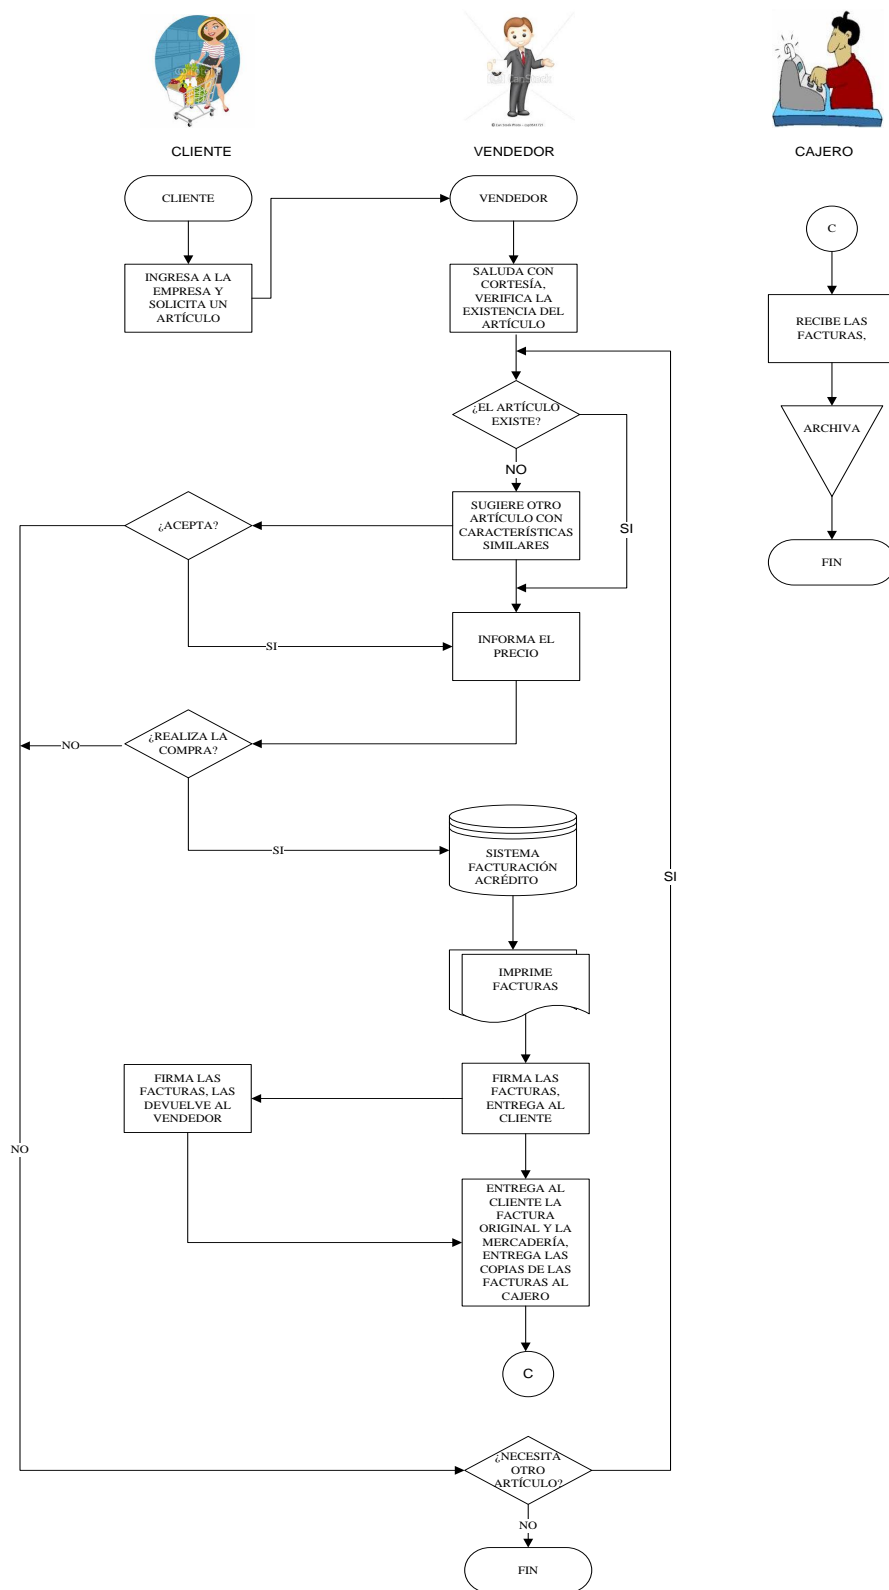 CLIENTE
VENDEDOR
CAJERO
CLIENTE
VENDEDOR
C
INGRESA A LA
EMPRESA Y
SOLICITA UN
ARTÍCULO
SALUDA CON
CORTESÍA,
VERIFICA LA
EXISTENCIA DEL
ARTÍCULO
RECIBE LAS
FACTURAS,
¿EL ARTÍCULO
EXISTE?
ARCHIVA
NO
SI
¿ACEPTA?
SUGIERE OTRO
ARTÍCULO CON
CARACTERÍSTICAS
SIMILARES
FIN
SI
INFORMA EL
PRECIO
¿REALIZA LA
COMPRA?
NO
SI
SISTEMA
FACTURACIÓN
ACRÉDITO
SI
IMPRIME
FACTURAS
FIRMA LAS
FACTURAS, LAS
DEVUELVE AL
VENDEDOR
FIRMA LAS
FACTURAS,
ENTREGA AL
CLIENTE
NO
ENTREGA AL
CLIENTE LA
FACTURA
ORIGINAL Y LA
MERCADERÍA,
ENTREGA LAS
COPIAS DE LAS
FACTURAS AL
CAJERO
C
¿NECESITA
OTRO
ARTÍCULO?
NO
FIN